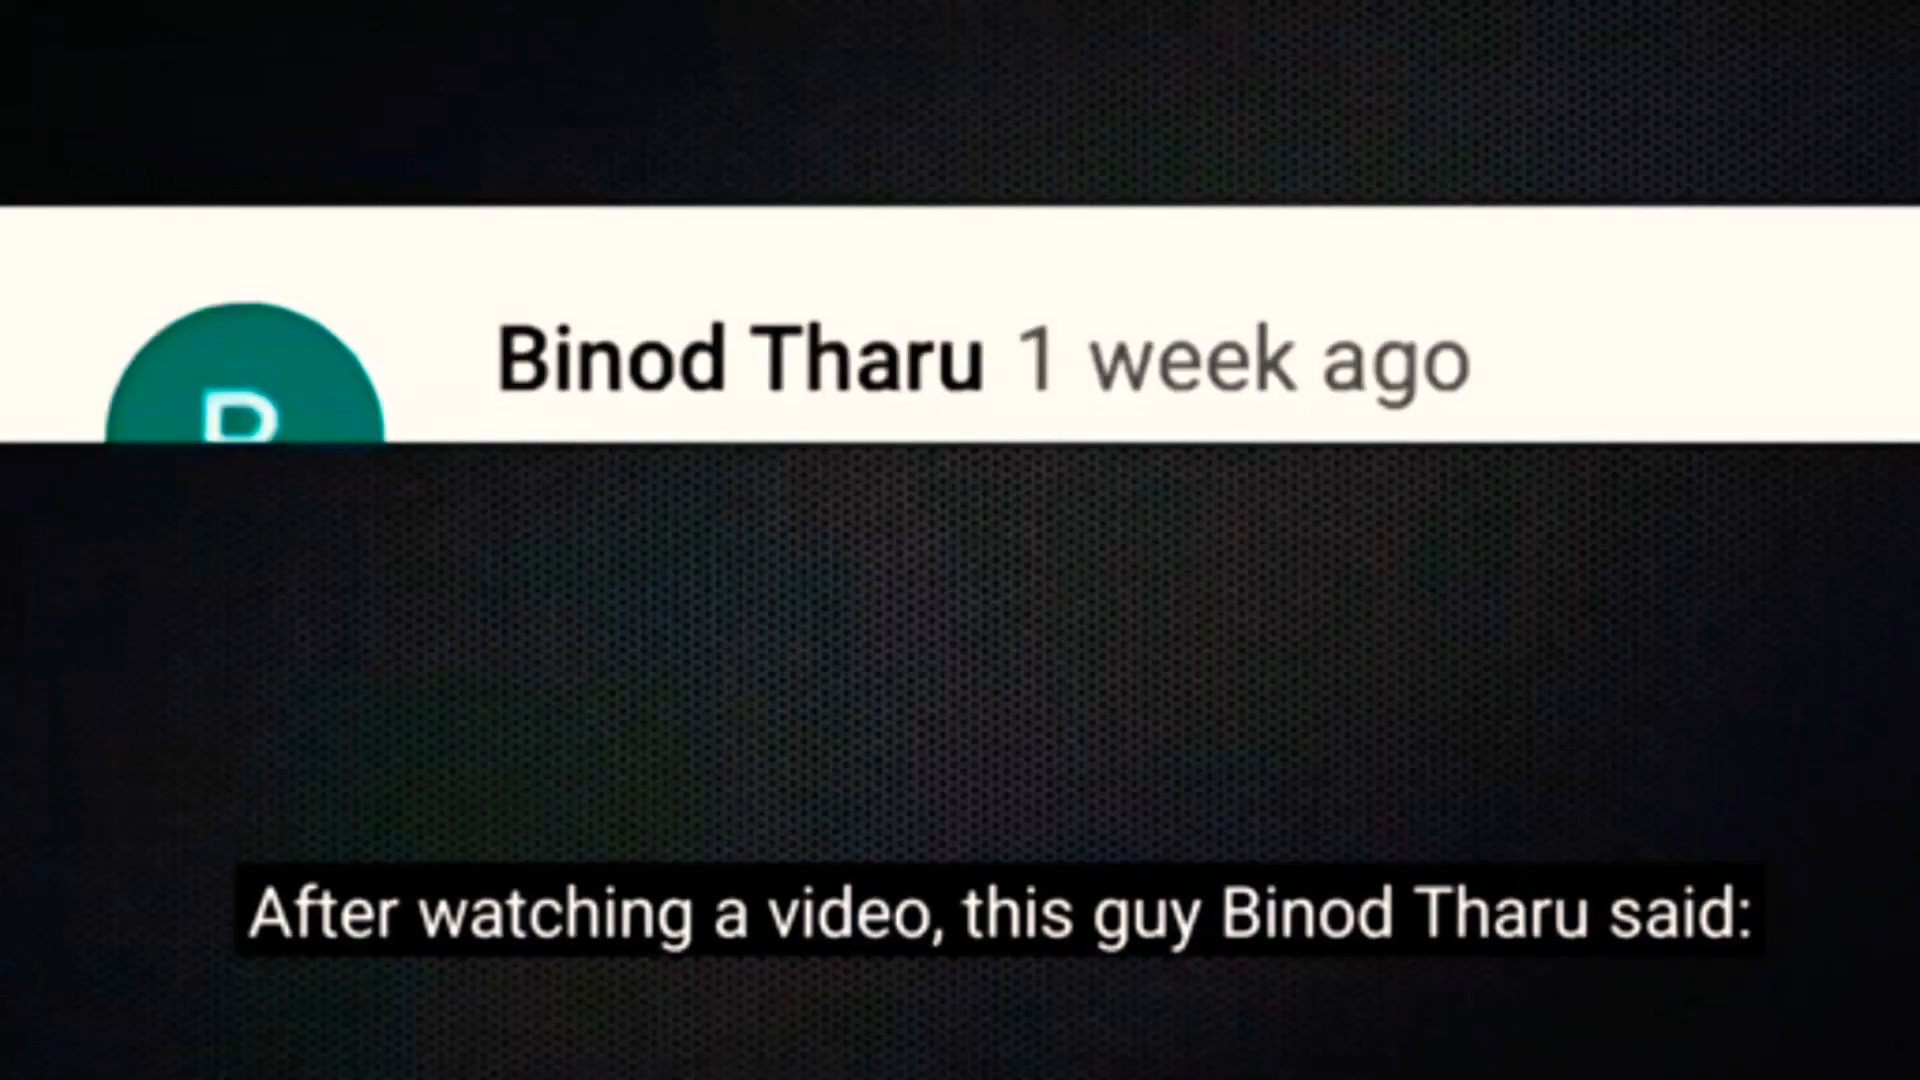 Binod Tharu 1 week ago
B
After watching a video, this guy Binod Tharu said: